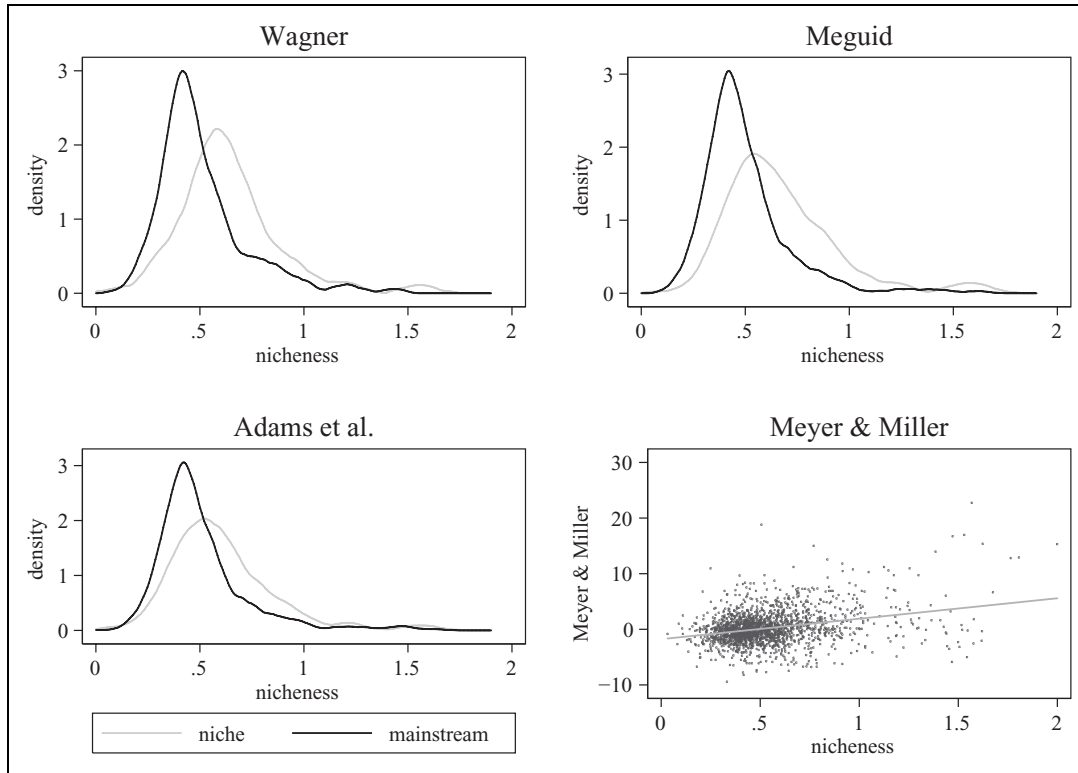 Wagner
3
2
1
0
density
0 .5 1 1.5 2
nicheness
Meguid
3
2
1
0
density
0 .5 1 1.5 2
nicheness
Adams et al.
3
2
1
0
density
0 .5 1 1.5 2
nicheness
niche mainstream
Meyer & Miller
30
20
10
0
−10
Meyer & Miller
0 .5 1 1.5 2
nicheness